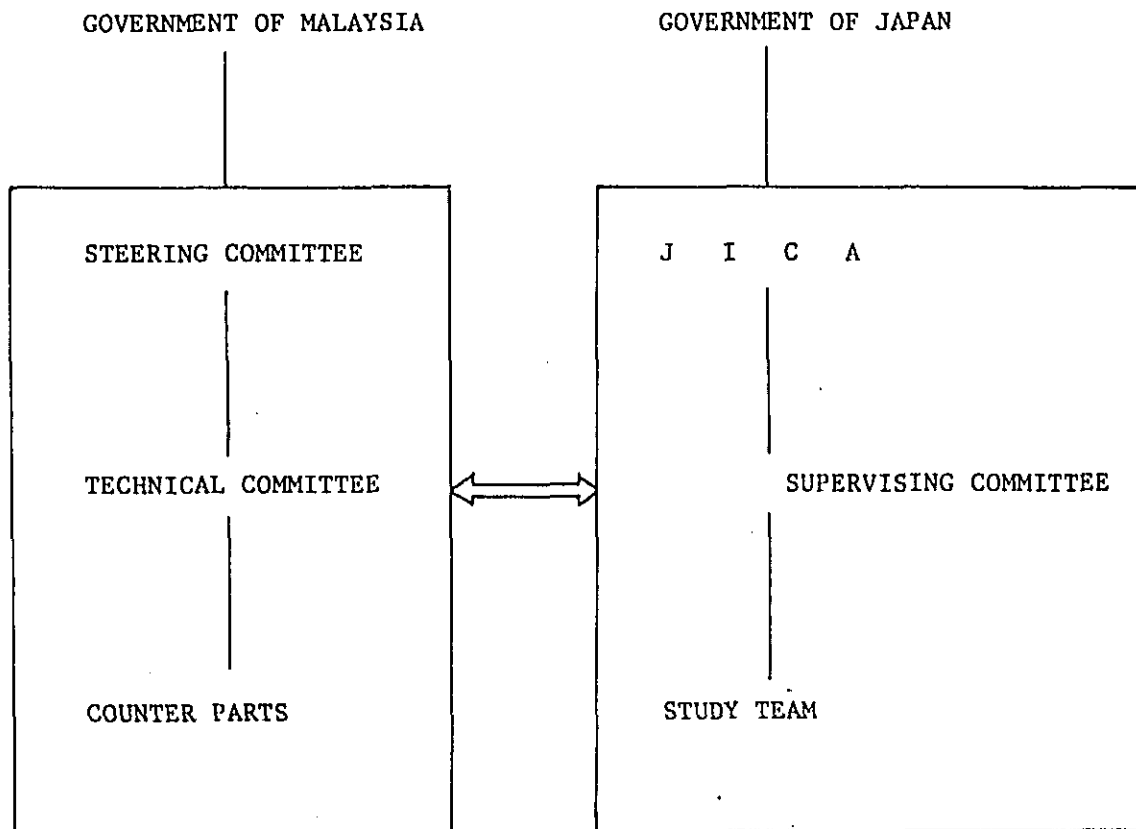 GOVERNMENT OF MALAYSIA
GOVERNMENT OF JAPAN
STEERING COMMITTEE
J I C A
TECHNICAL COMMITTEE
SUPERVISING COMMITTEE
COUNTER PARTS
STUDY TEAM